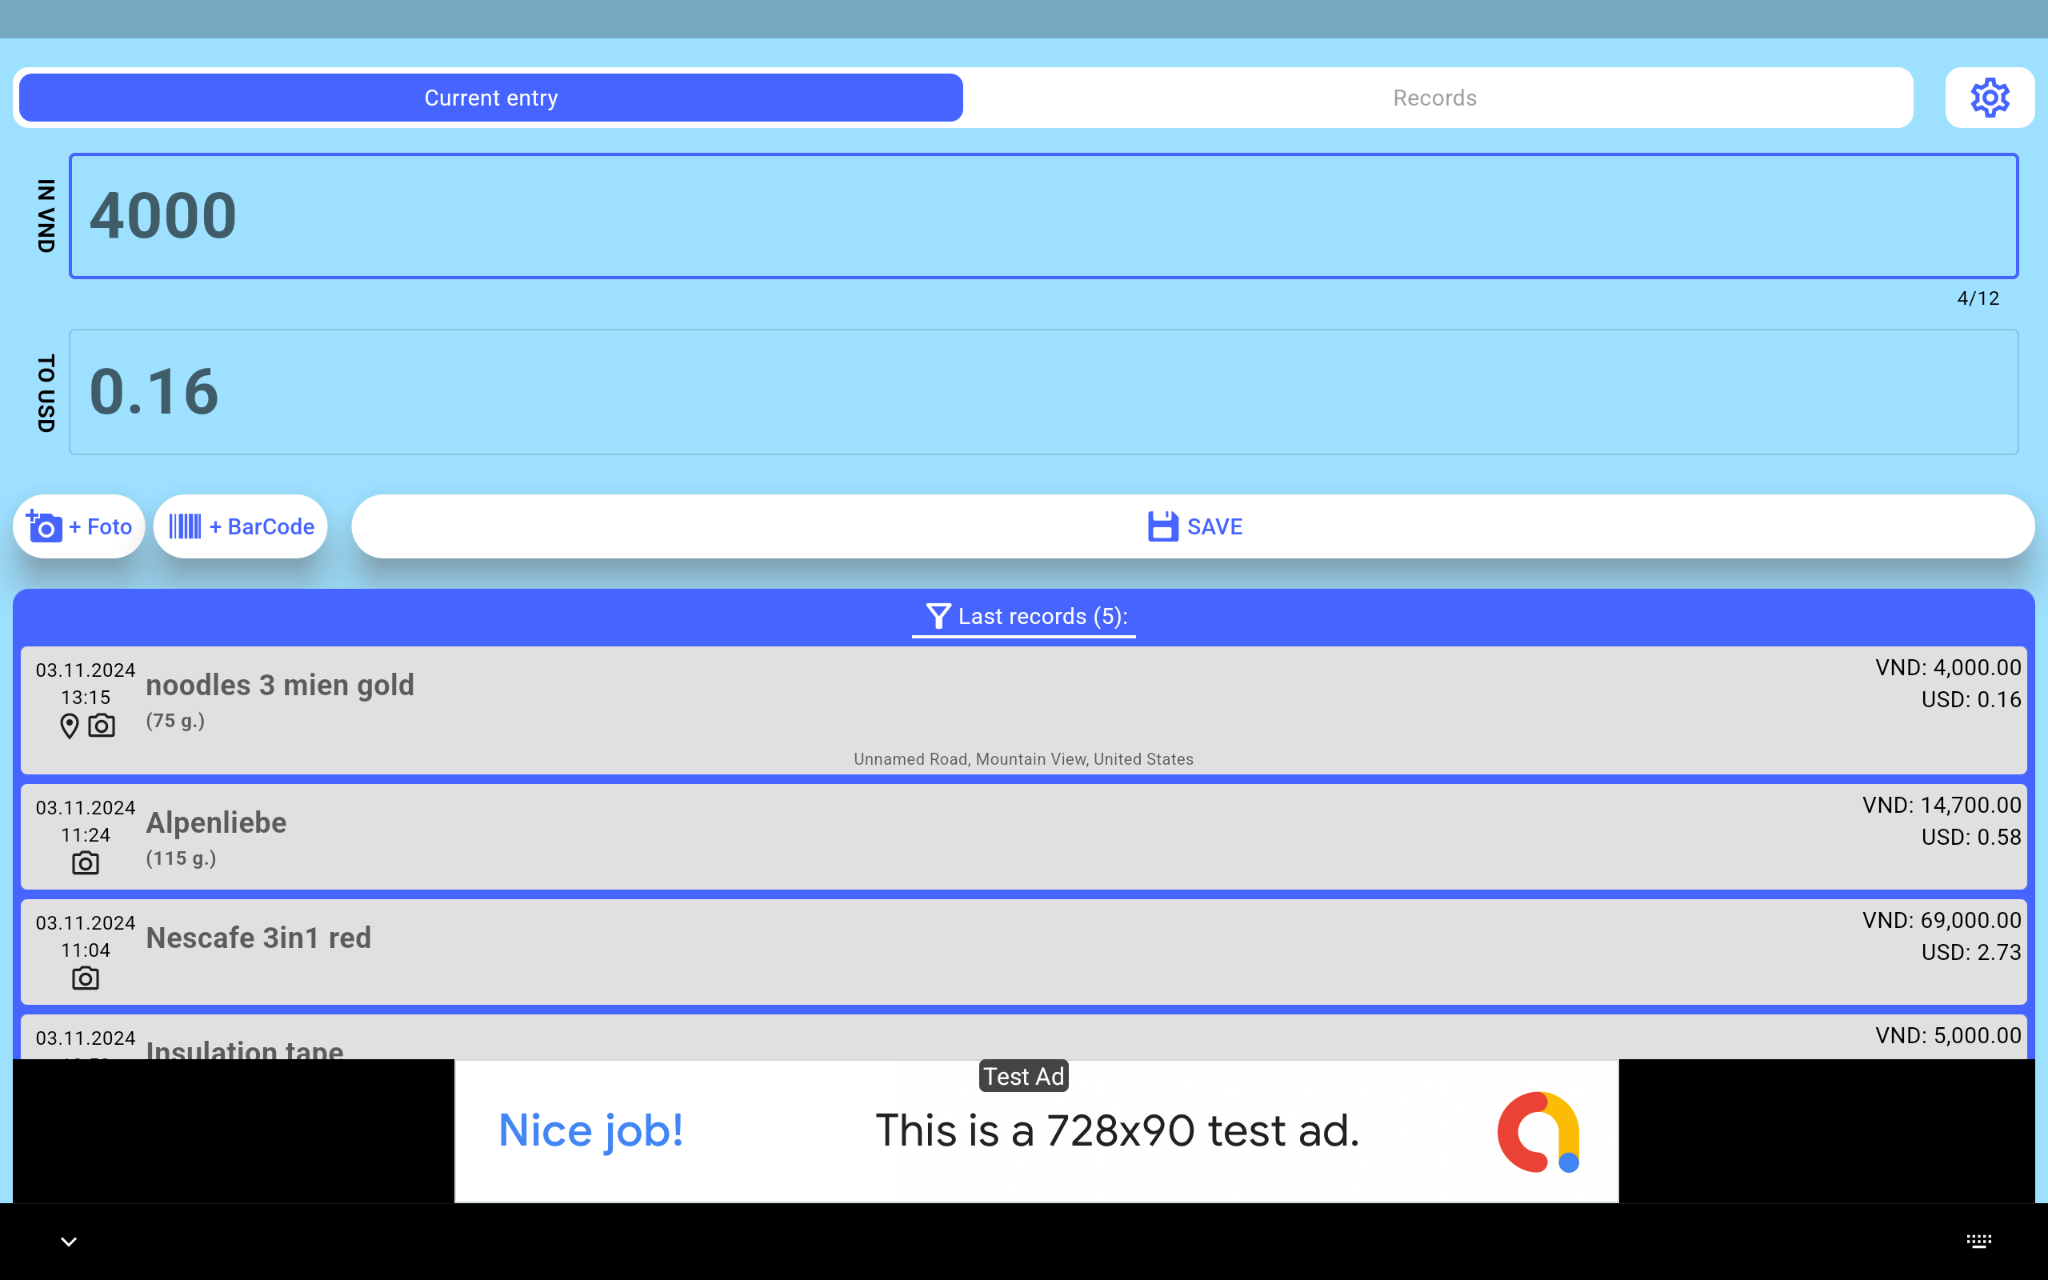 Current entry
Records
IN VND
4000
4/12
TO USD
0.16
+ Foto
+ BarCode
SAVE
Last records (5):
03.11.2024
13:15
noodles 3 mien gold
(75 g.)
VND: 4,000.00
USD: 0.16
Unnamed Road, Mountain View, United States
03.11.2024
11:24
Alpenliebe
(115 g.)
VND: 14,700.00
USD: 0.58
03.11.2024
11:04
Nescafe 3in1 red
VND: 69,000.00
USD: 2.73
03.11.2024
Insulation tape
VND: 5,000.00
Test Ad
Nice job!
This is a 728x90 test ad.